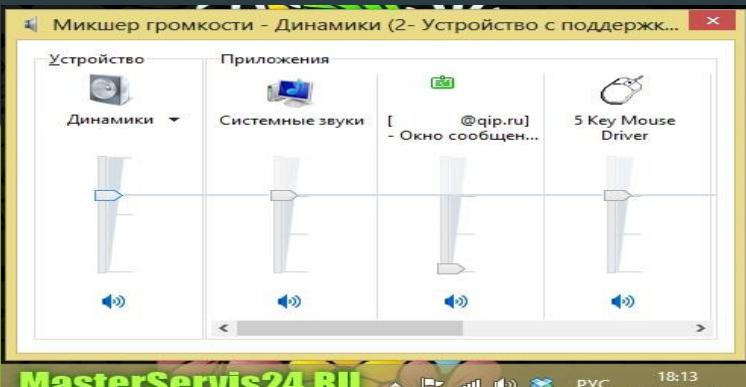 Микшер громкости - Динамики (2- Устройство с поддержк...
Устройство
Приложения
Динамики
Системные звуки
[ @qip.ru]
- Окно сообщен...
5 Key Mouse
Driver
MasterServis24.RU
РУС
18:13